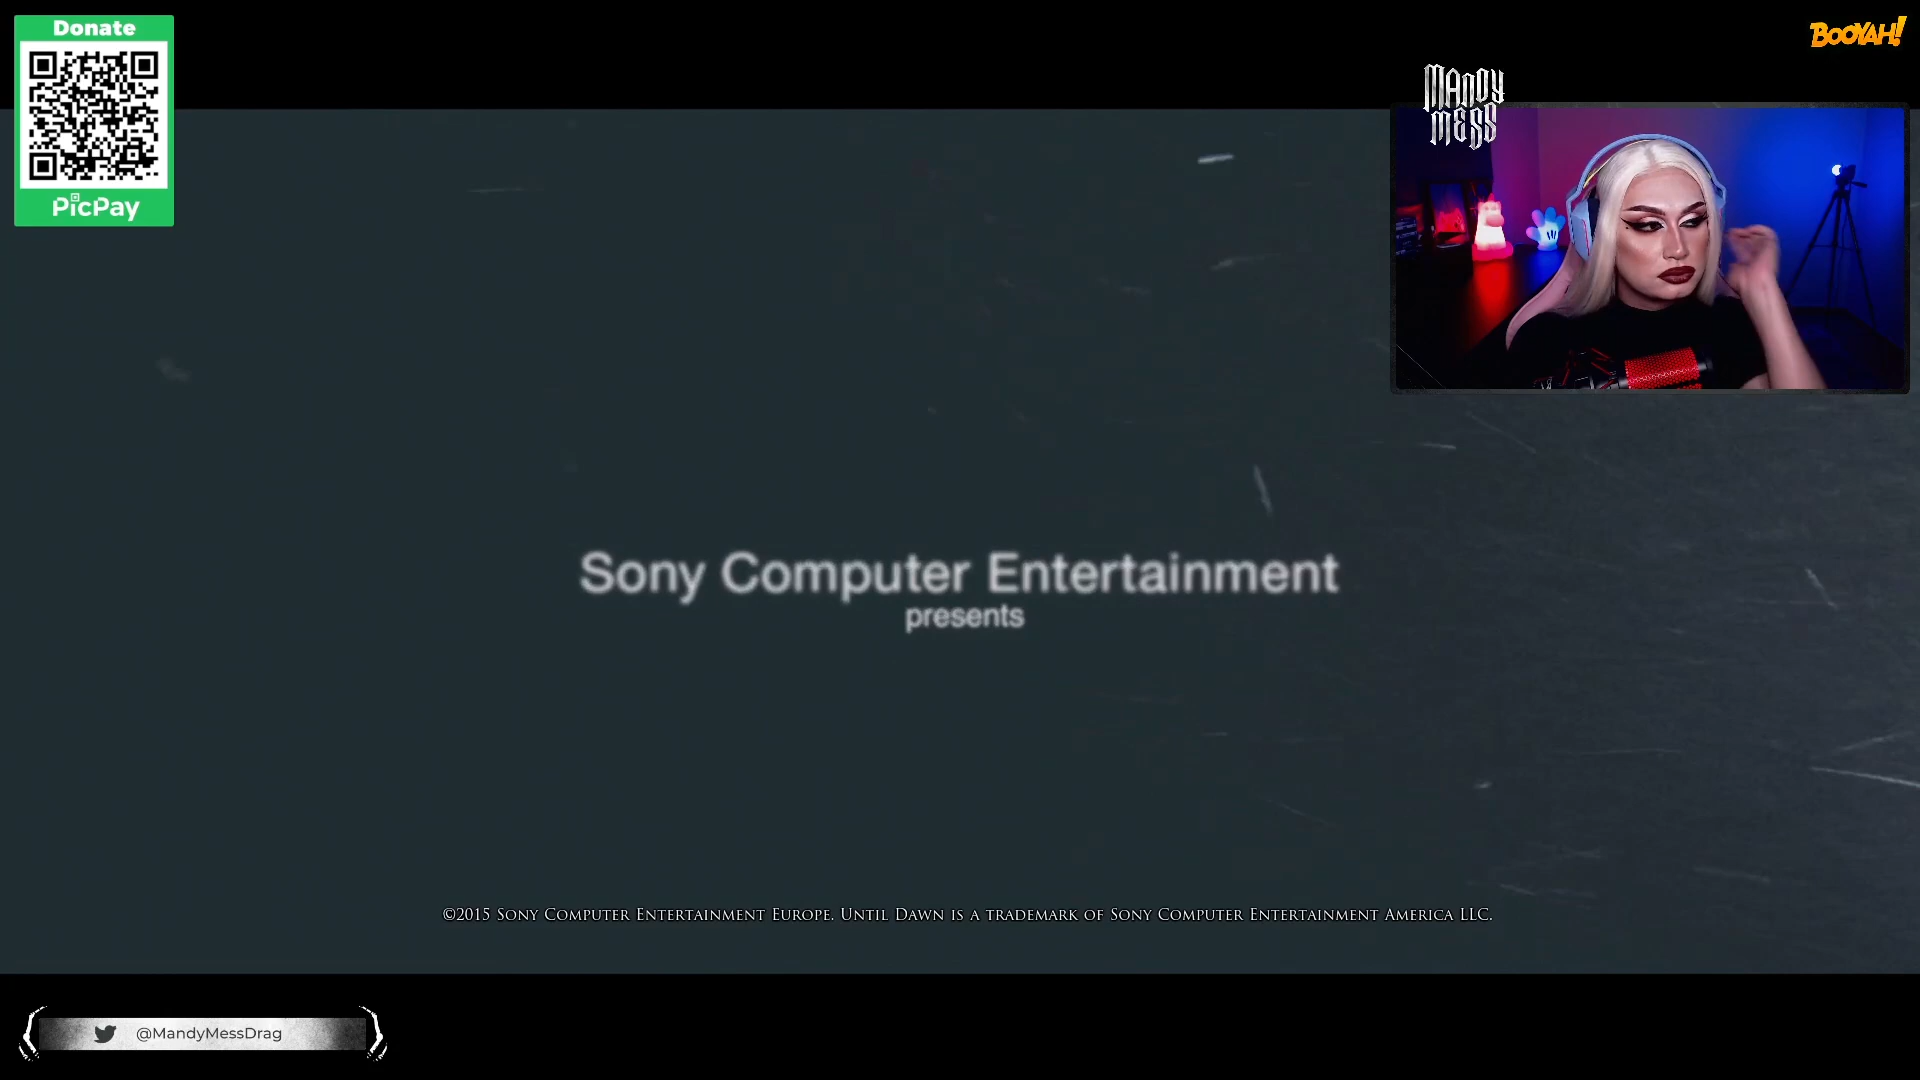 Donate
PicPay
BOOYAH!
MANDY
MESS
Sony Computer Entertainment
presents
©2015 Sony Computer Entertainment Europe. Until Dawn is a trademark of Sony Computer Entertainment America LLC.
@MandyMessDrag